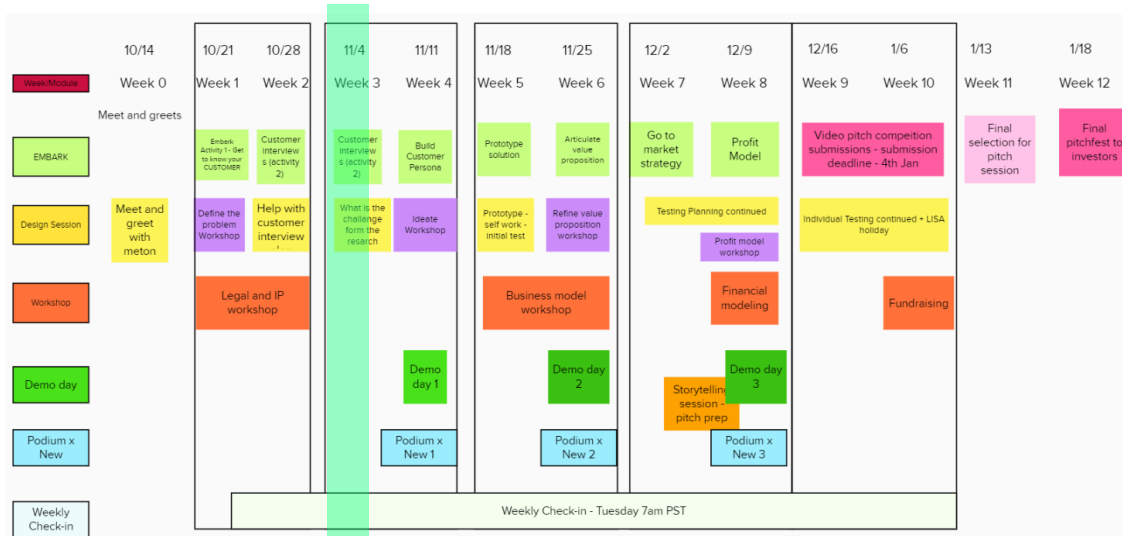 10/14 10/21 10/28 11/4 11/11 11/18 11/25 12/2 12/9 12/16 1/6 1/13 1/18
Week/Module Week 0 Week 1 Week 2 Week 3 Week 4 Week 5 Week 6 Week 7 Week 8 Week 9 Week 10 Week 11 Week 12
Meet and greets
EMBARK
Embark
Activity 1 - Get
to know your
CUSTOMER
Customer
Interview
s (activity
2)
Customer
Interview
s (activity
2)
Build
Customer
Persona
Prototype
solution
Articulate
value
proposition
Go to
market
strategy
Profit
Model
Video pitch compeition
submissions - submission
deadline - 4th Jan
Final
selection for
pitch
session
Final
pitchfest to
investors
Design Session
Meet and
greet with
meton
Define the
problem
Workshop
Help with
customer
interview
What is the
challange
form the
resarch
Ideate
Workshop
Prototype -
self work -
initial test
Refine value
proposition
workshop
Testing Planning continued
Profit model
workshop
Individual Testing continued + LISA
holiday
Workshop
Legal and IP
workshop
Business model
workshop
Financial
modeling
Fundraising
Demo day
Demo
day 1
Demo day
2
Storytelling
session -
pitch prep
Demo day
3
Podium x
New
Podium x
New 1
Podium x
New 2
Podium x
New 3
Weekly
Check-in
Weekly Check-in - Tuesday 7am PST